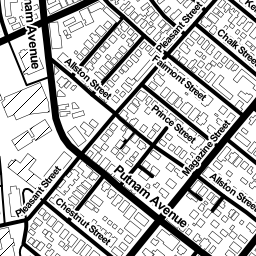 Pleasant Street
Chalk Street
nam Avenue
Allston Street
Fairmont Street
Prince Street
Magazine Street
Pleasant Street
Putnam Avenue
Allston Street
Chestnut Street